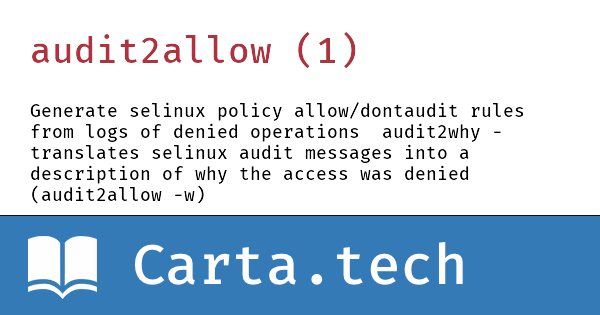 audit2allow (1)
Generate selinux policy allow/dontaudit rules
from logs of denied operations  audit2why -
translates selinux audit messages into a
description of why the access was denied
(audit2allow -w)
Carta.tech